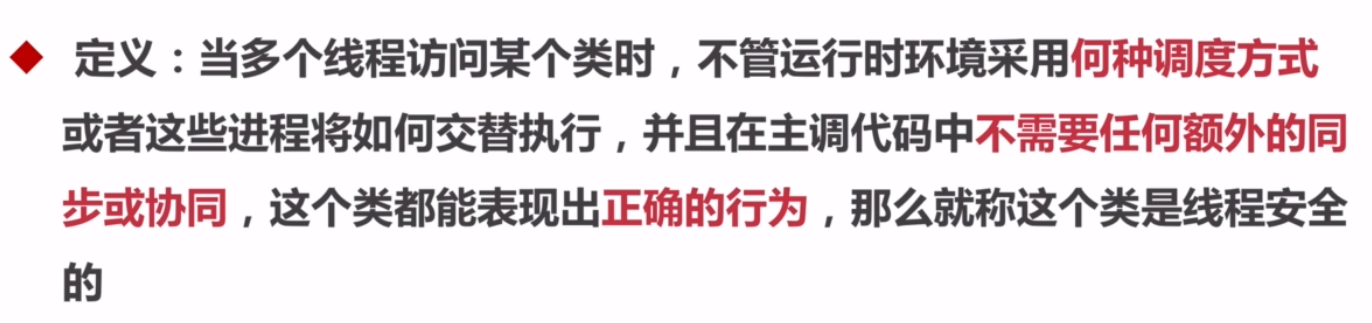 定义：当多个线程访问某个类时，不管运行时环境采用何种调度方式
或者这些进程将如何交替执行，并且在主调代码中不需要任何额外的同
步或协同，这个类都能表现出正确的行为，那么就称这个类是线程安全
的